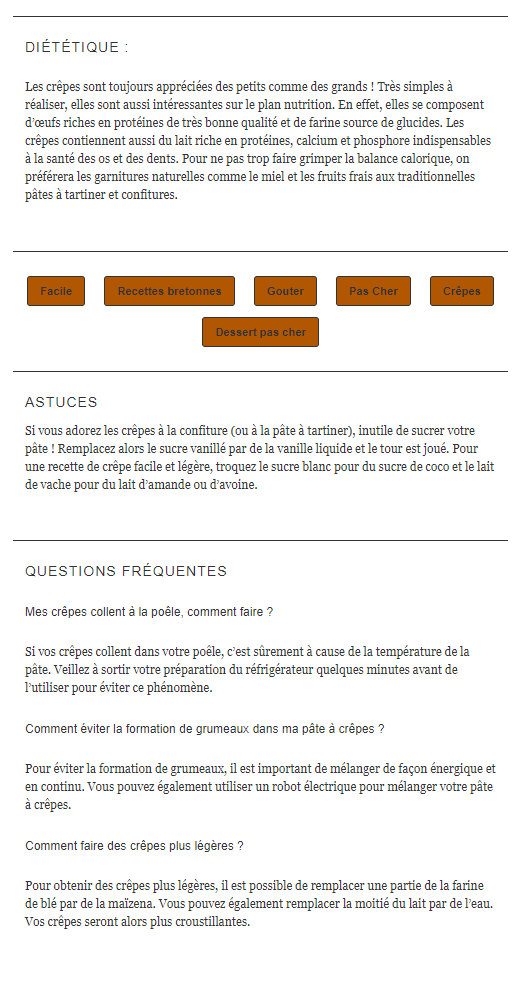 DIÉTÉTIQUE :
Les crêpes sont toujours appréciées des petits comme des grands ! Très simples à
réaliser, elles sont aussi intéressantes sur le plan nutrition. En effet, elles se composent
d’œufs riches en protéines de très bonne qualité et de farine source de glucides. Les
crêpes contiennent aussi du lait riche en protéines, calcium et phosphore indispensables
à la santé des os et des dents. Pour ne pas trop faire grimper la balance calorique, on
préférera les garnitures naturelles comme le miel et les fruits frais aux traditionnelles
pâtes à tartiner et confitures.
Facile Recettes bretonnes Gouter Pas Cher Crêpes
Dessert pas cher
ASTUCES
Si vous adorez les crêpes à la confiture (ou à la pâte à tartiner), inutile de sucrer votre
pâte ! Remplacez alors le sucre vanillé par de la vanille liquide et le tour est joué. Pour
une recette de crêpe facile et légère, troquez le sucre blanc pour du sucre de coco et le lait
de vache pour du lait d’amande ou d’avoine.
QUESTIONS FRÉQUENTES
Mes crêpes collent à la poêle, comment faire ?
Si vos crêpes collent dans votre poêle, c’est sûrement à cause de la température de la
pâte. Veillez à sortir votre préparation du réfrigérateur quelques minutes avant de
l’utiliser pour éviter ce phénomène.
Comment éviter la formation de grumeaux dans ma pâte à crêpes ?
Pour éviter la formation de grumeaux, il est important de mélanger de façon énergique et
en continu. Vous pouvez également utiliser un robot électrique pour mélanger votre pâte
à crêpes.
Comment faire des crêpes plus légères ?
Pour obtenir des crêpes plus légères, il est possible de remplacer une partie de la farine
de blé par de la maïzena. Vous pouvez également remplacer la moitié du lait par de l’eau.
Vos crêpes seront alors plus croustillantes.